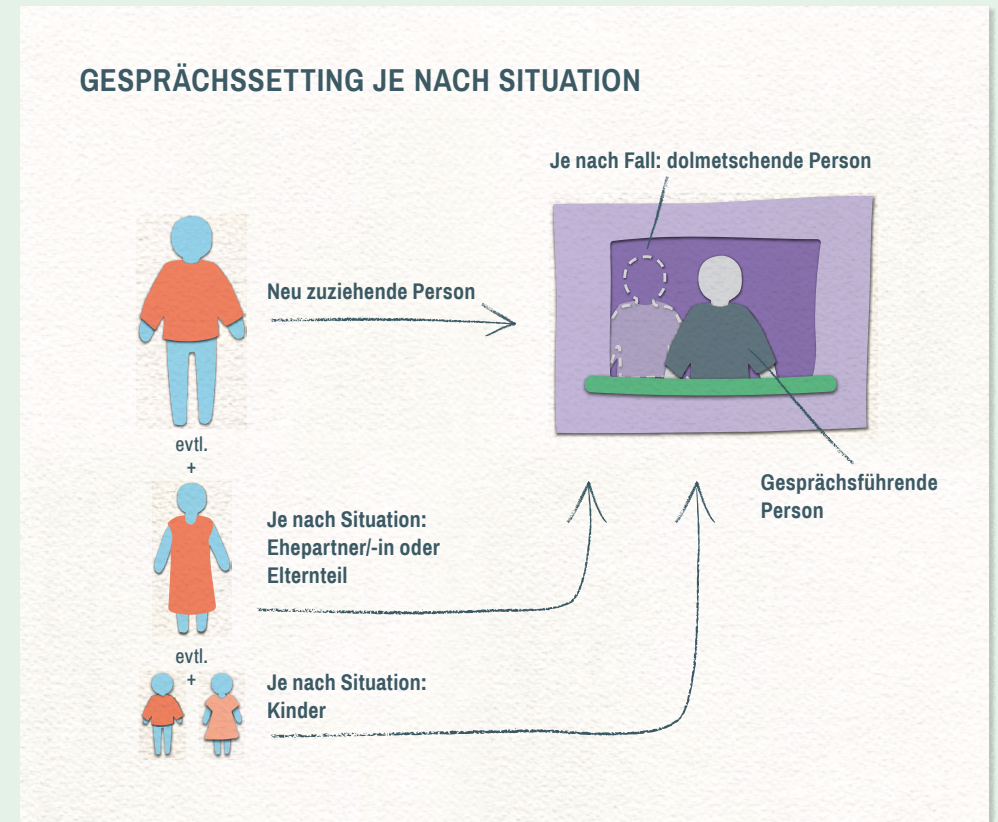 GESPRÄCHSSETTING JE NACH SITUATION
Je nach Fall: dolmetschende Person
Neu zuziehende Person
evtl.
+
Gesprächsführende
Person
Je nach Situation:
Ehepartner/-in oder
Elternteil
evtl.
+
Je nach Situation:
Kinder